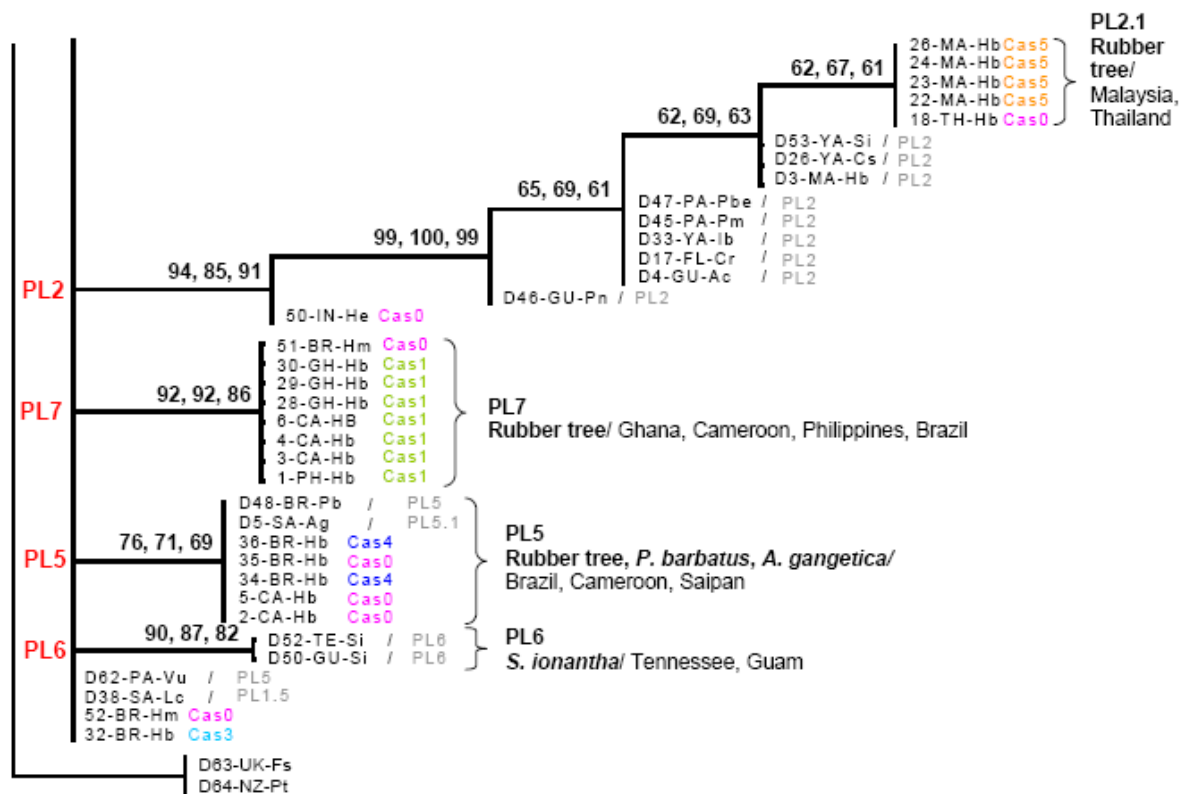 PL2.1
Rubber
tree/
Malaysia,
Thailand
26-MA-Hb Cas5
24-MA-Hb Cas5
23-MA-Hb Cas5
22-MA-Hb Cas5
18-TH-Hb Cas0
62, 67, 61
62, 69, 63
D53-YA-Si / PL2
D26-YA-Cs / PL2
D3-MA-Hb / PL2
65, 69, 61
D47-PA-Pbe / PL2
D45-PA-Pm / PL2
D33-YA-Ib / PL2
D17-FL-Cr / PL2
D4-GU-Ac / PL2
99, 100, 99
D46-GU-Pn / PL2
94, 85, 91
PL2
50-IN-He Cas0
51-BR-Hm Cas0
30-GH-Hb Cas1
29-GH-Hb Cas1
28-GH-Hb Cas1
6-CA-HB Cas1
4-CA-Hb Cas1
3-CA-Hb Cas1
1-PH-Hb Cas1
92, 92, 86
PL7
PL7
Rubber tree/ Ghana, Cameroon, Philippines, Brazil
D48-BR-Pb / PL5
D5-SA-Ag / PL5.1
36-BR-Hb Cas4
35-BR-Hb Cas0
34-BR-Hb Cas4
5-CA-Hb Cas0
2-CA-Hb Cas0
76, 71, 69
PL5
PL5
Rubber tree, P. barbatus, A. gangetica/
Brazil, Cameroon, Saipan
90, 87, 82
PL6
D52-TE-Si / PL6
D50-GU-Si / PL6
PL6
S. ionantha/ Tennessee, Guam
D62-PA-Vu / PL5
D38-SA-Lc / PL1.5
52-BR-Hm Cas0
32-BR-Hb Cas3
D63-UK-Fs
D64-NZ-Pt